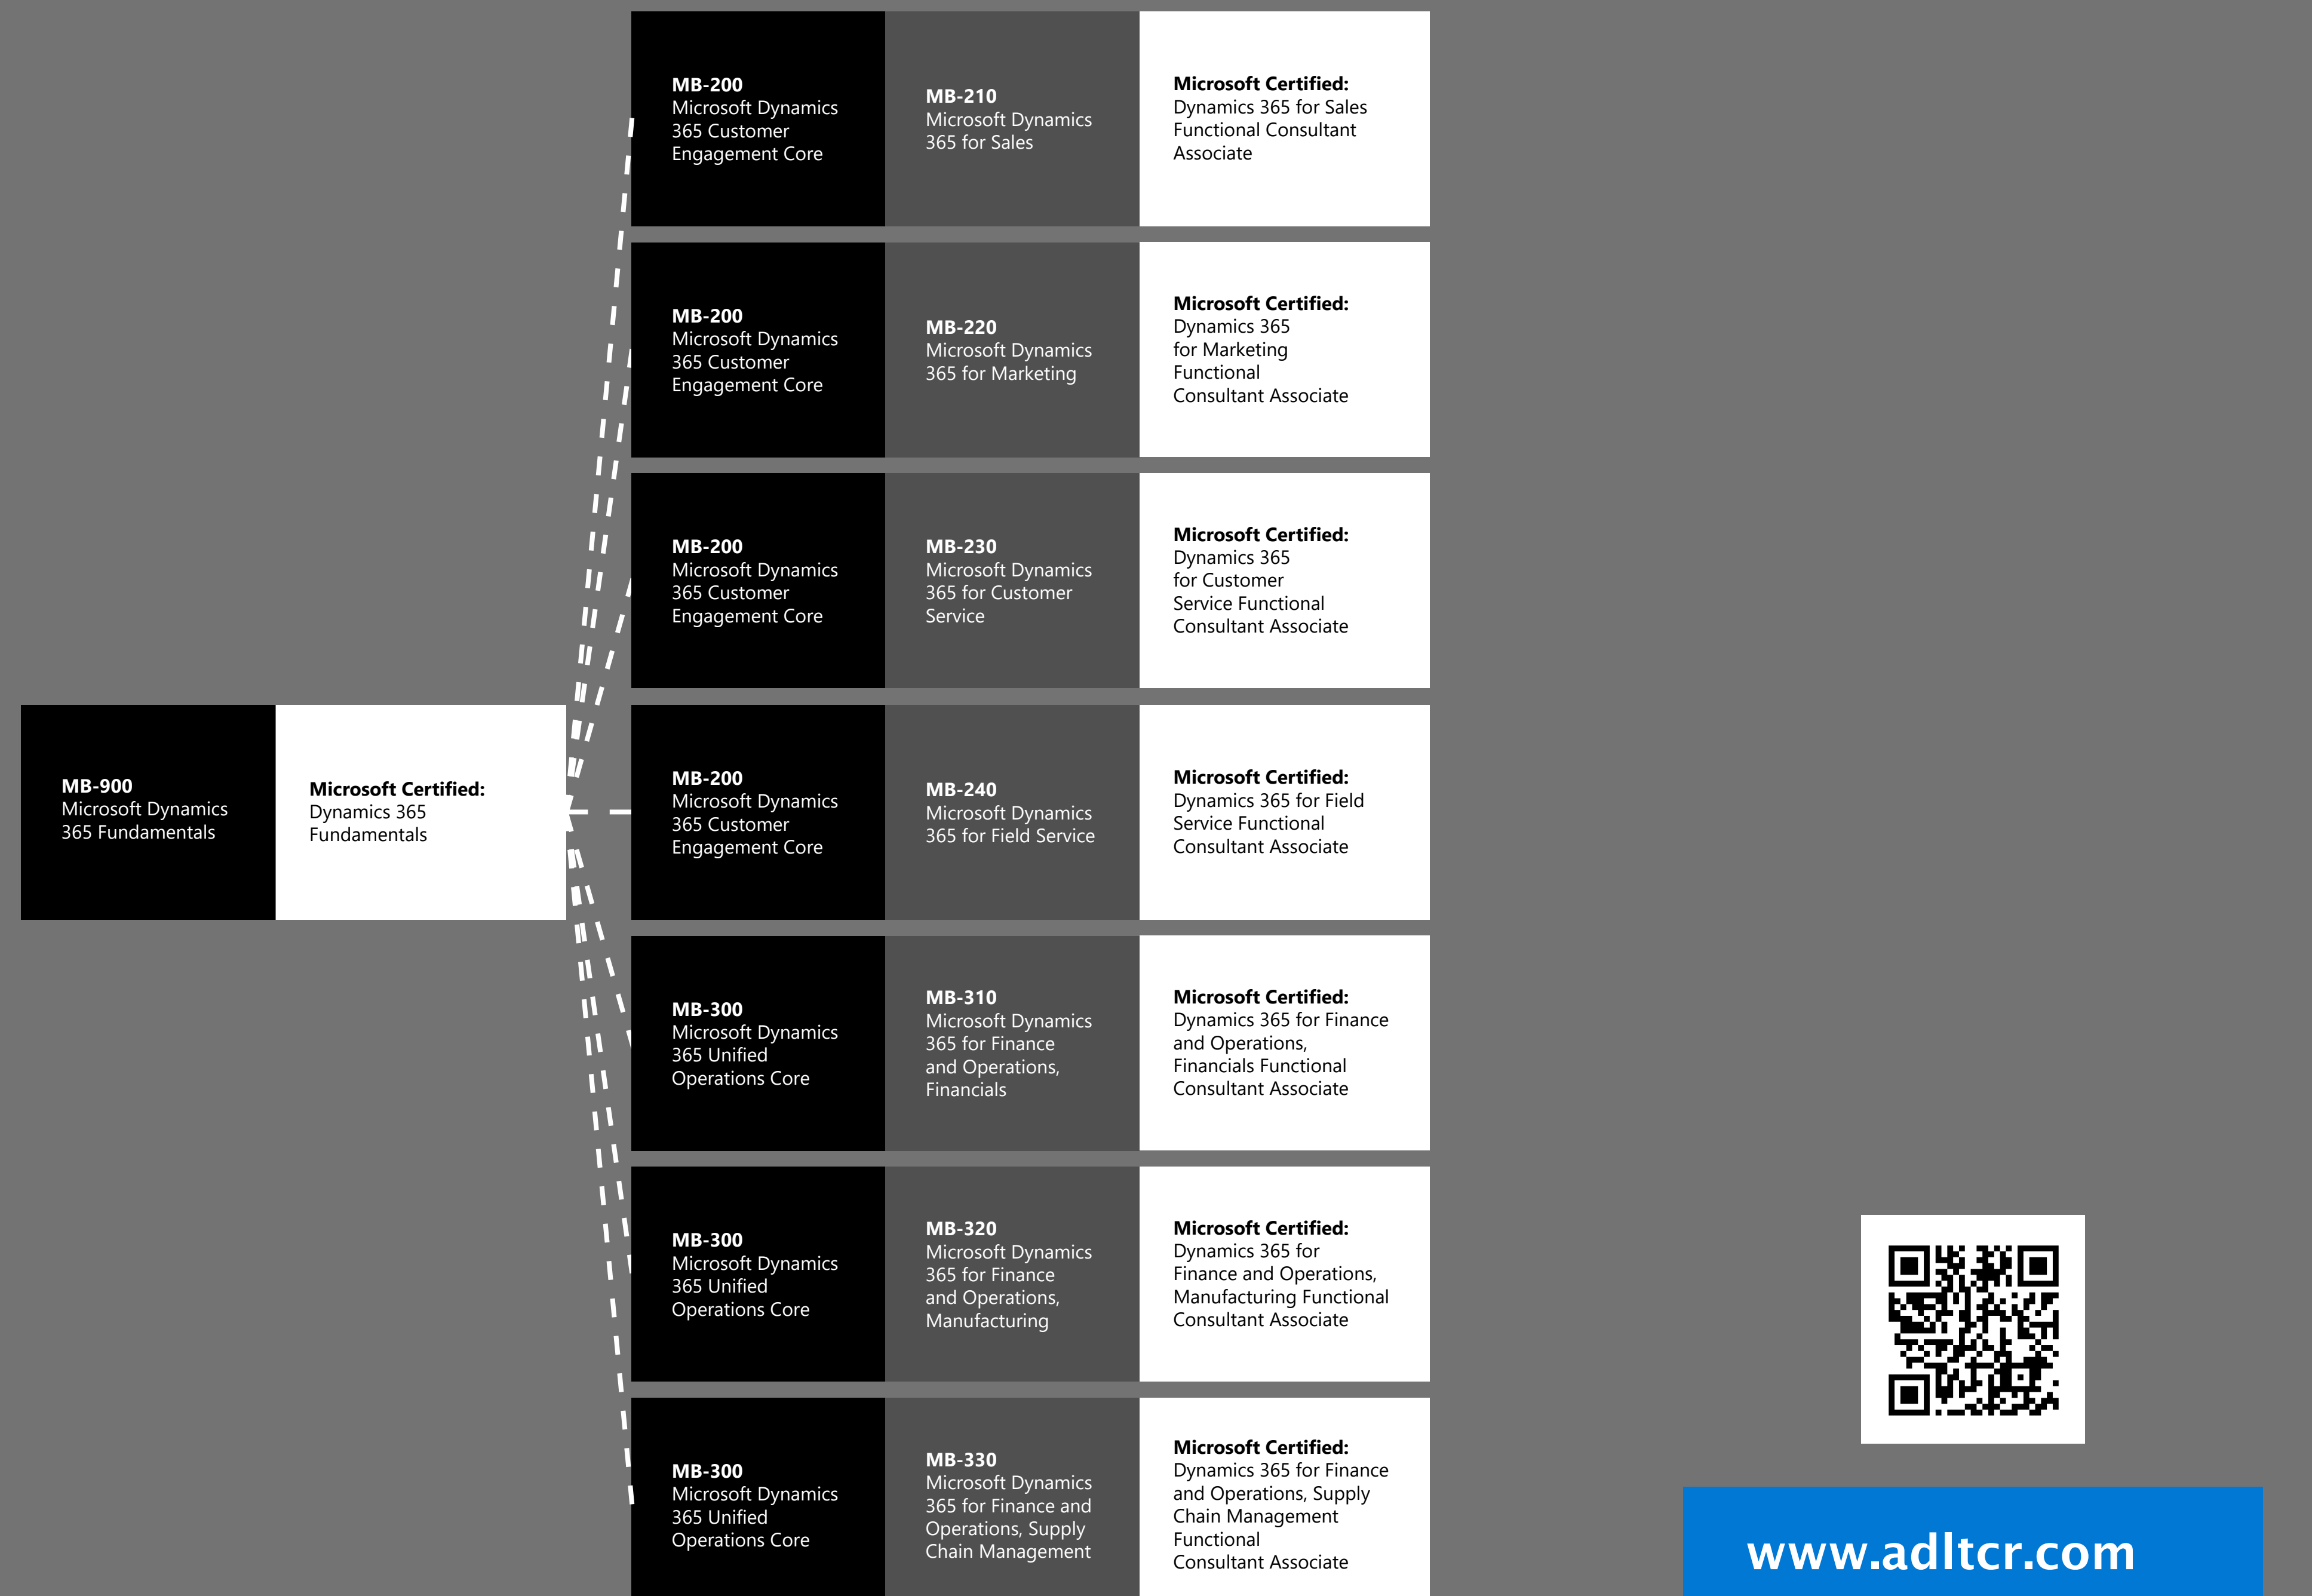 MB-200
Microsoft Dynamics
365 Customer
Engagement Core
MB-210
Microsoft Dynamics
365 for Sales
Microsoft Certified:
Dynamics 365 for Sales
Functional Consultant
Associate
MB-200
Microsoft Dynamics
365 Customer
Engagement Core
MB-220
Microsoft Dynamics
365 for Marketing
Microsoft Certified:
Dynamics 365
for Marketing
Functional
Consultant Associate
MB-200
Microsoft Dynamics
365 Customer
Engagement Core
MB-230
Microsoft Dynamics
365 for Customer
Service
Microsoft Certified:
Dynamics 365
for Customer
Service Functional
Consultant Associate
MB-900
Microsoft Dynamics
365 Fundamentals
Microsoft Certified:
Dynamics 365
Fundamentals
MB-200
Microsoft Dynamics
365 Customer
Engagement Core
MB-240
Microsoft Dynamics
365 for Field Service
Microsoft Certified:
Dynamics 365 for Field
Service Functional
Consultant Associate
MB-300
Microsoft Dynamics
365 Unified
Operations Core
MB-310
Microsoft Dynamics
365 for Finance
and Operations,
Financials
Microsoft Certified:
Dynamics 365 for Finance
and Operations,
Financials Functional
Consultant Associate
MB-300
Microsoft Dynamics
365 Unified
Operations Core
MB-320
Microsoft Dynamics
365 for Finance
and Operations,
Manufacturing
Microsoft Certified:
Dynamics 365 for
Finance and Operations,
Manufacturing Functional
Consultant Associate
MB-300
Microsoft Dynamics
365 Unified
Operations Core
MB-330
Microsoft Dynamics
365 for Finance and
Operations, Supply
Chain Management
Microsoft Certified:
Dynamics 365 for Finance
and Operations, Supply
Chain Management
Functional
Consultant Associate
www.adltcr.com